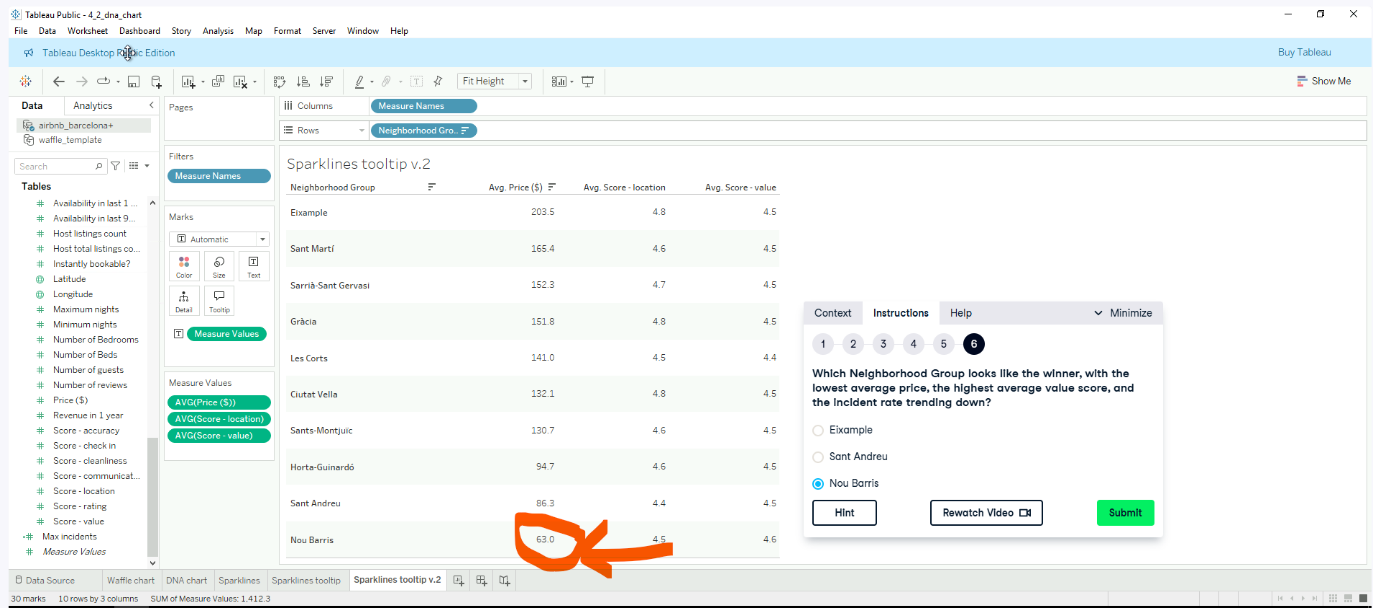 Tableau Public - 4_2_dna_chart
File Data Worksheet Dashboard Story Analysis Map Format Server Window Help
Tableau Desktop Public Edition Buy Tableau
Fit Height Show Me
Data Analytics
airbnb_barcelona+
waffle_template
Search
Tables
Availability in last 1 ...
Availability in last 9...
Host listings count
Host total listings co...
Instantly bookable?
Latitude
Longitude
Maximum nights
Minimum nights
Number of Bedrooms
Number of Beds
Number of guests
Number of reviews
Price ($)
Revenue in 1 year
Score - accuracy
Score - check in
Score - cleanliness
Score - communicat...
Score - location
Score - rating
Score - value
Max incidents
Measure Values
Pages
Filters
Measure Names
Marks
Automatic
Color Size Text
Detail Tooltip
Measure Values
Measure Values
AVG(Price ($))
AVG(Score - location)
AVG(Score - value)
Columns Measure Names
Rows Neighborhood Gro..
Sparklines tooltip v.2
Neighborhood Group Avg. Price ($) Avg. Score - location Avg. Score - value
Eixample 203.5 4.8 4.5
Sant Martí 165.4 4.6 4.5
Sarrià-Sant Gervasi 152.3 4.7 4.5
Gràcia 151.8 4.8 4.5
Les Corts 141.0 4.5 4.4
Ciutat Vella 132.1 4.8 4.5
Sants-Montjuïc 130.7 4.6 4.5
Horta-Guinardó 94.7 4.6 4.5
Sant Andreu 86.3 4.4 4.5
Nou Barris 63.0 4.5 4.6
Context Instructions Help Minimize
1 2 3 4 5 6
Which Neighborhood Group looks like the winner, with the
lowest average price, the highest average value score, and
the incident rate trending down?
Eixample
Sant Andreu
Nou Barris
Hint Rewatch Video Submit
Data Source Waffle chart DNA chart Sparklines Sparklines tooltip Sparklines tooltip v.2
30 marks 10 rows by 3 columns SUM of Measure Values: 1,412.3